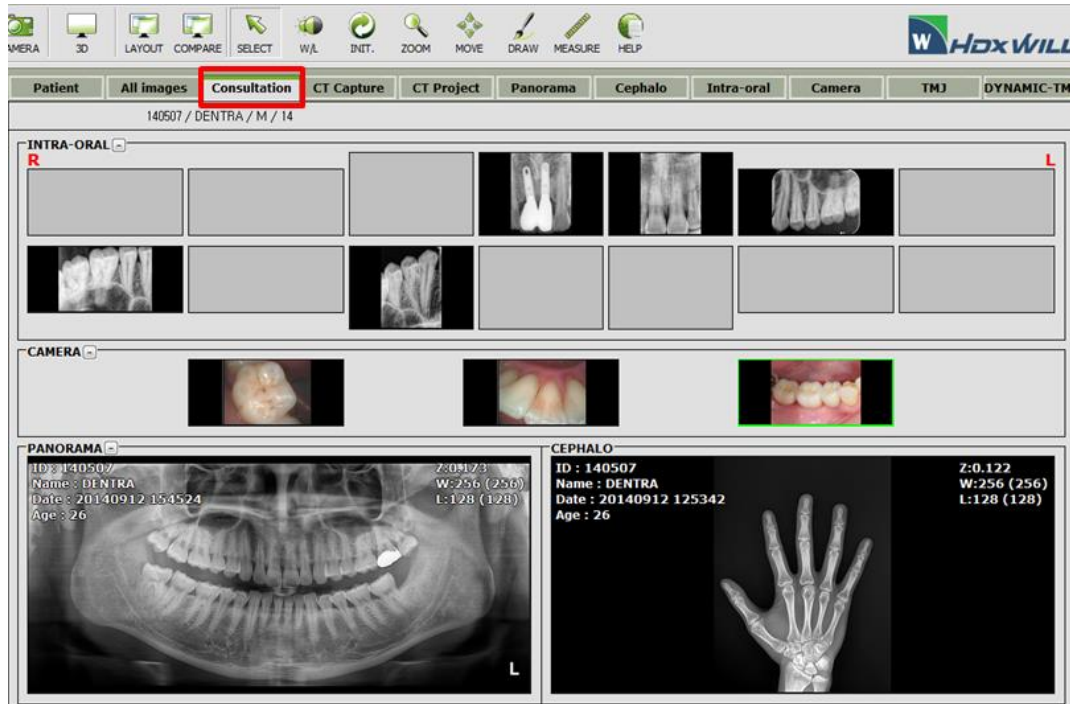 AMERA 3D LAYOUT COMPARE SELECT W/L INIT. ZOOM MOVE DRAW MEASURE HELP
W HDXWILL
Patient All images Consultation CT Capture CT Project Panorama Cephalo Intra-oral Camera TMJ DYNAMIC-TM
140507 / DENTRA / M / 14
INTRA-ORAL
R L
CAMERA
PANORAMA
ID : 140507 Z:0.173
Name : DENTRA W:256 (256)
Date : 20140912 154524 L:128 (128)
Age : 26
L
CEPHALO
ID : 140507 Z:0.122
Name : DENTRA W:256 (256)
Date : 20140912 125342 L:128 (128)
Age : 26